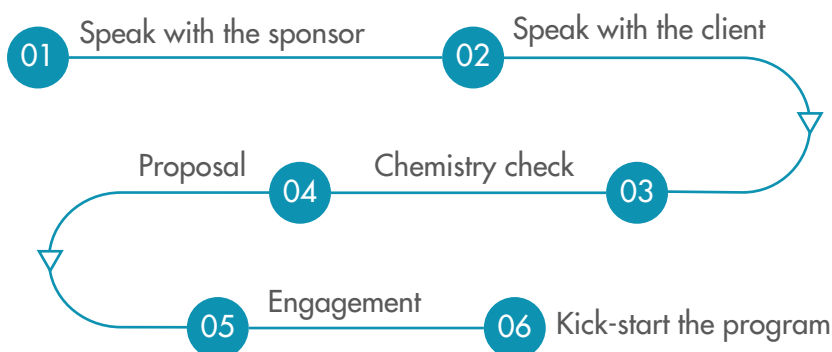 01 Speak with the sponsor
02 Speak with the client
03 Chemistry check
04 Proposal
05 Engagement
06 Kick-start the program